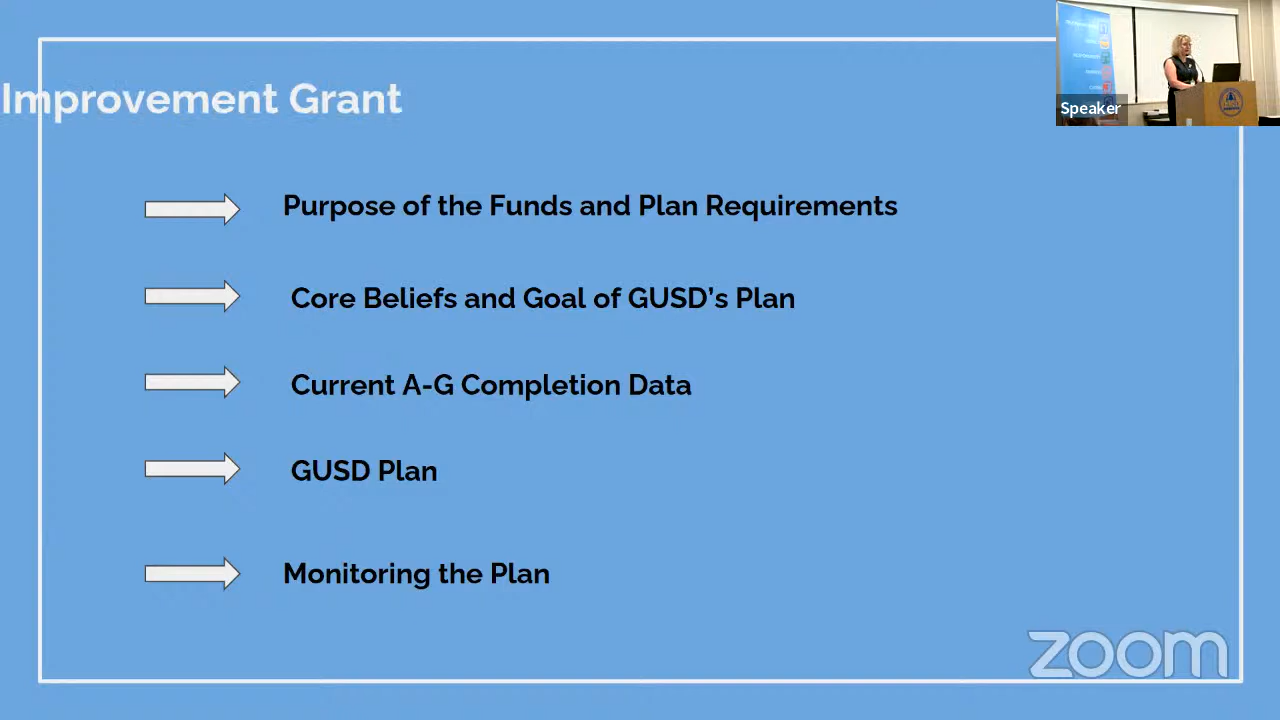 Improvement Grant
Speaker
Purpose of the Funds and Plan Requirements
Core Beliefs and Goal of GUSD's Plan
Current A-G Completion Data
GUSD Plan
Monitoring the Plan
zoom